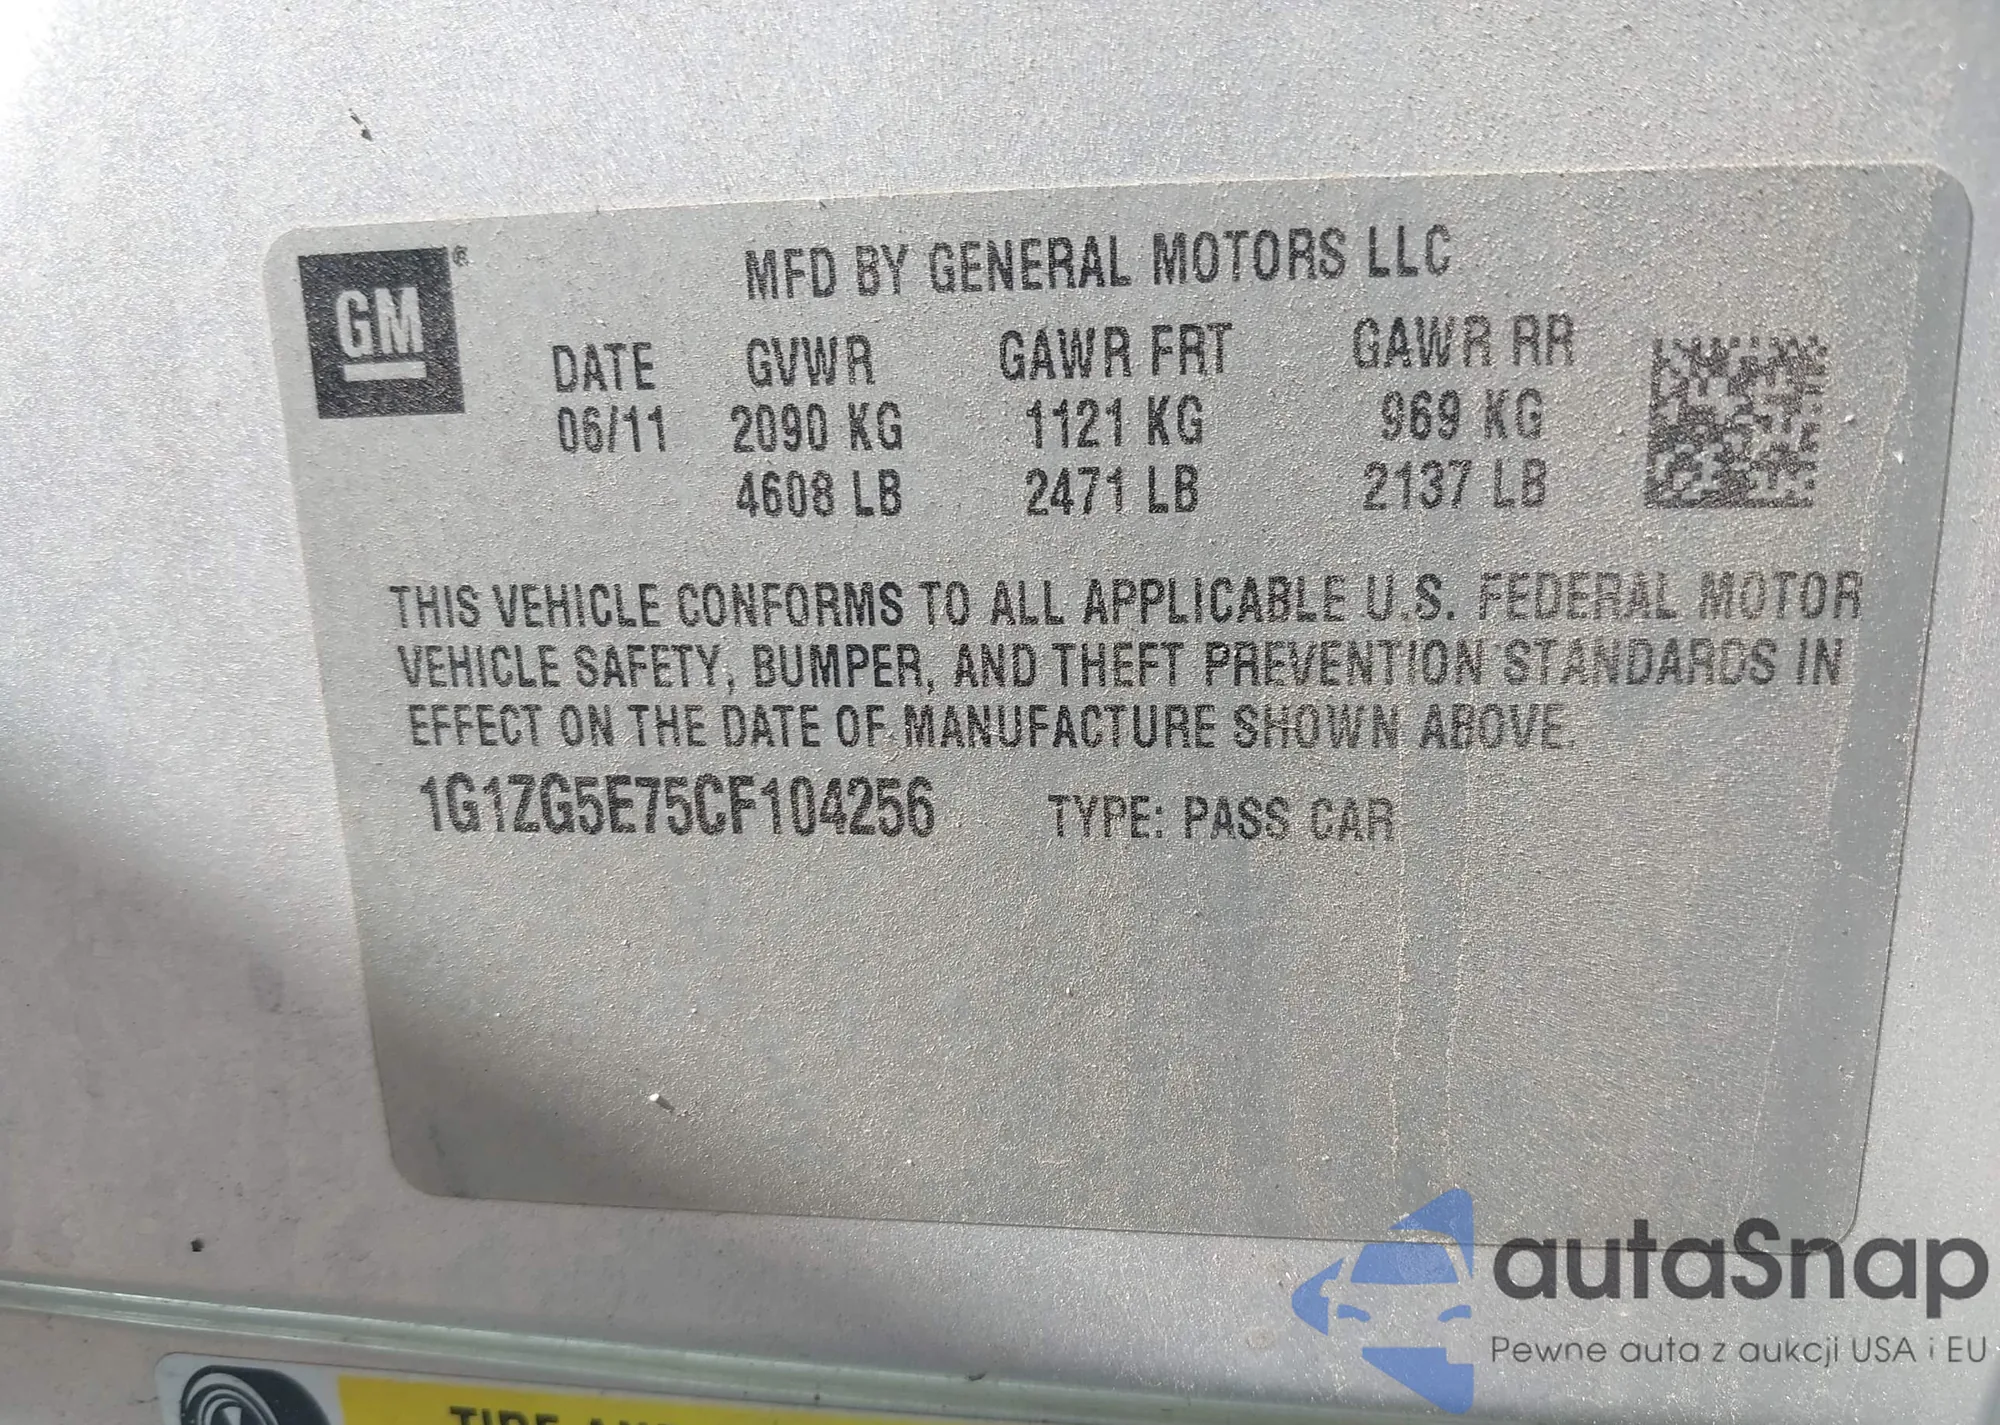 GM®
MFD BY GENERAL MOTORS LLC
DATE GVWR GAWR FRT GAWR RR
06/11 2090 KG 1121 KG 969 KG
4608 LB 2471 LB 2137 LB
THIS VEHICLE CONFORMS TO ALL APPLICABLE U.S. FEDERAL MOTOR
VEHICLE SAFETY, BUMPER, AND THEFT PREVENTION STANDARDS IN
EFFECT ON THE DATE OF MANUFACTURE SHOWN ABOVE.
1G1ZG5E75CF104256 TYPE: PASS CAR
autaSnap
Pewne auta z aukcji USA i EU
TIRE